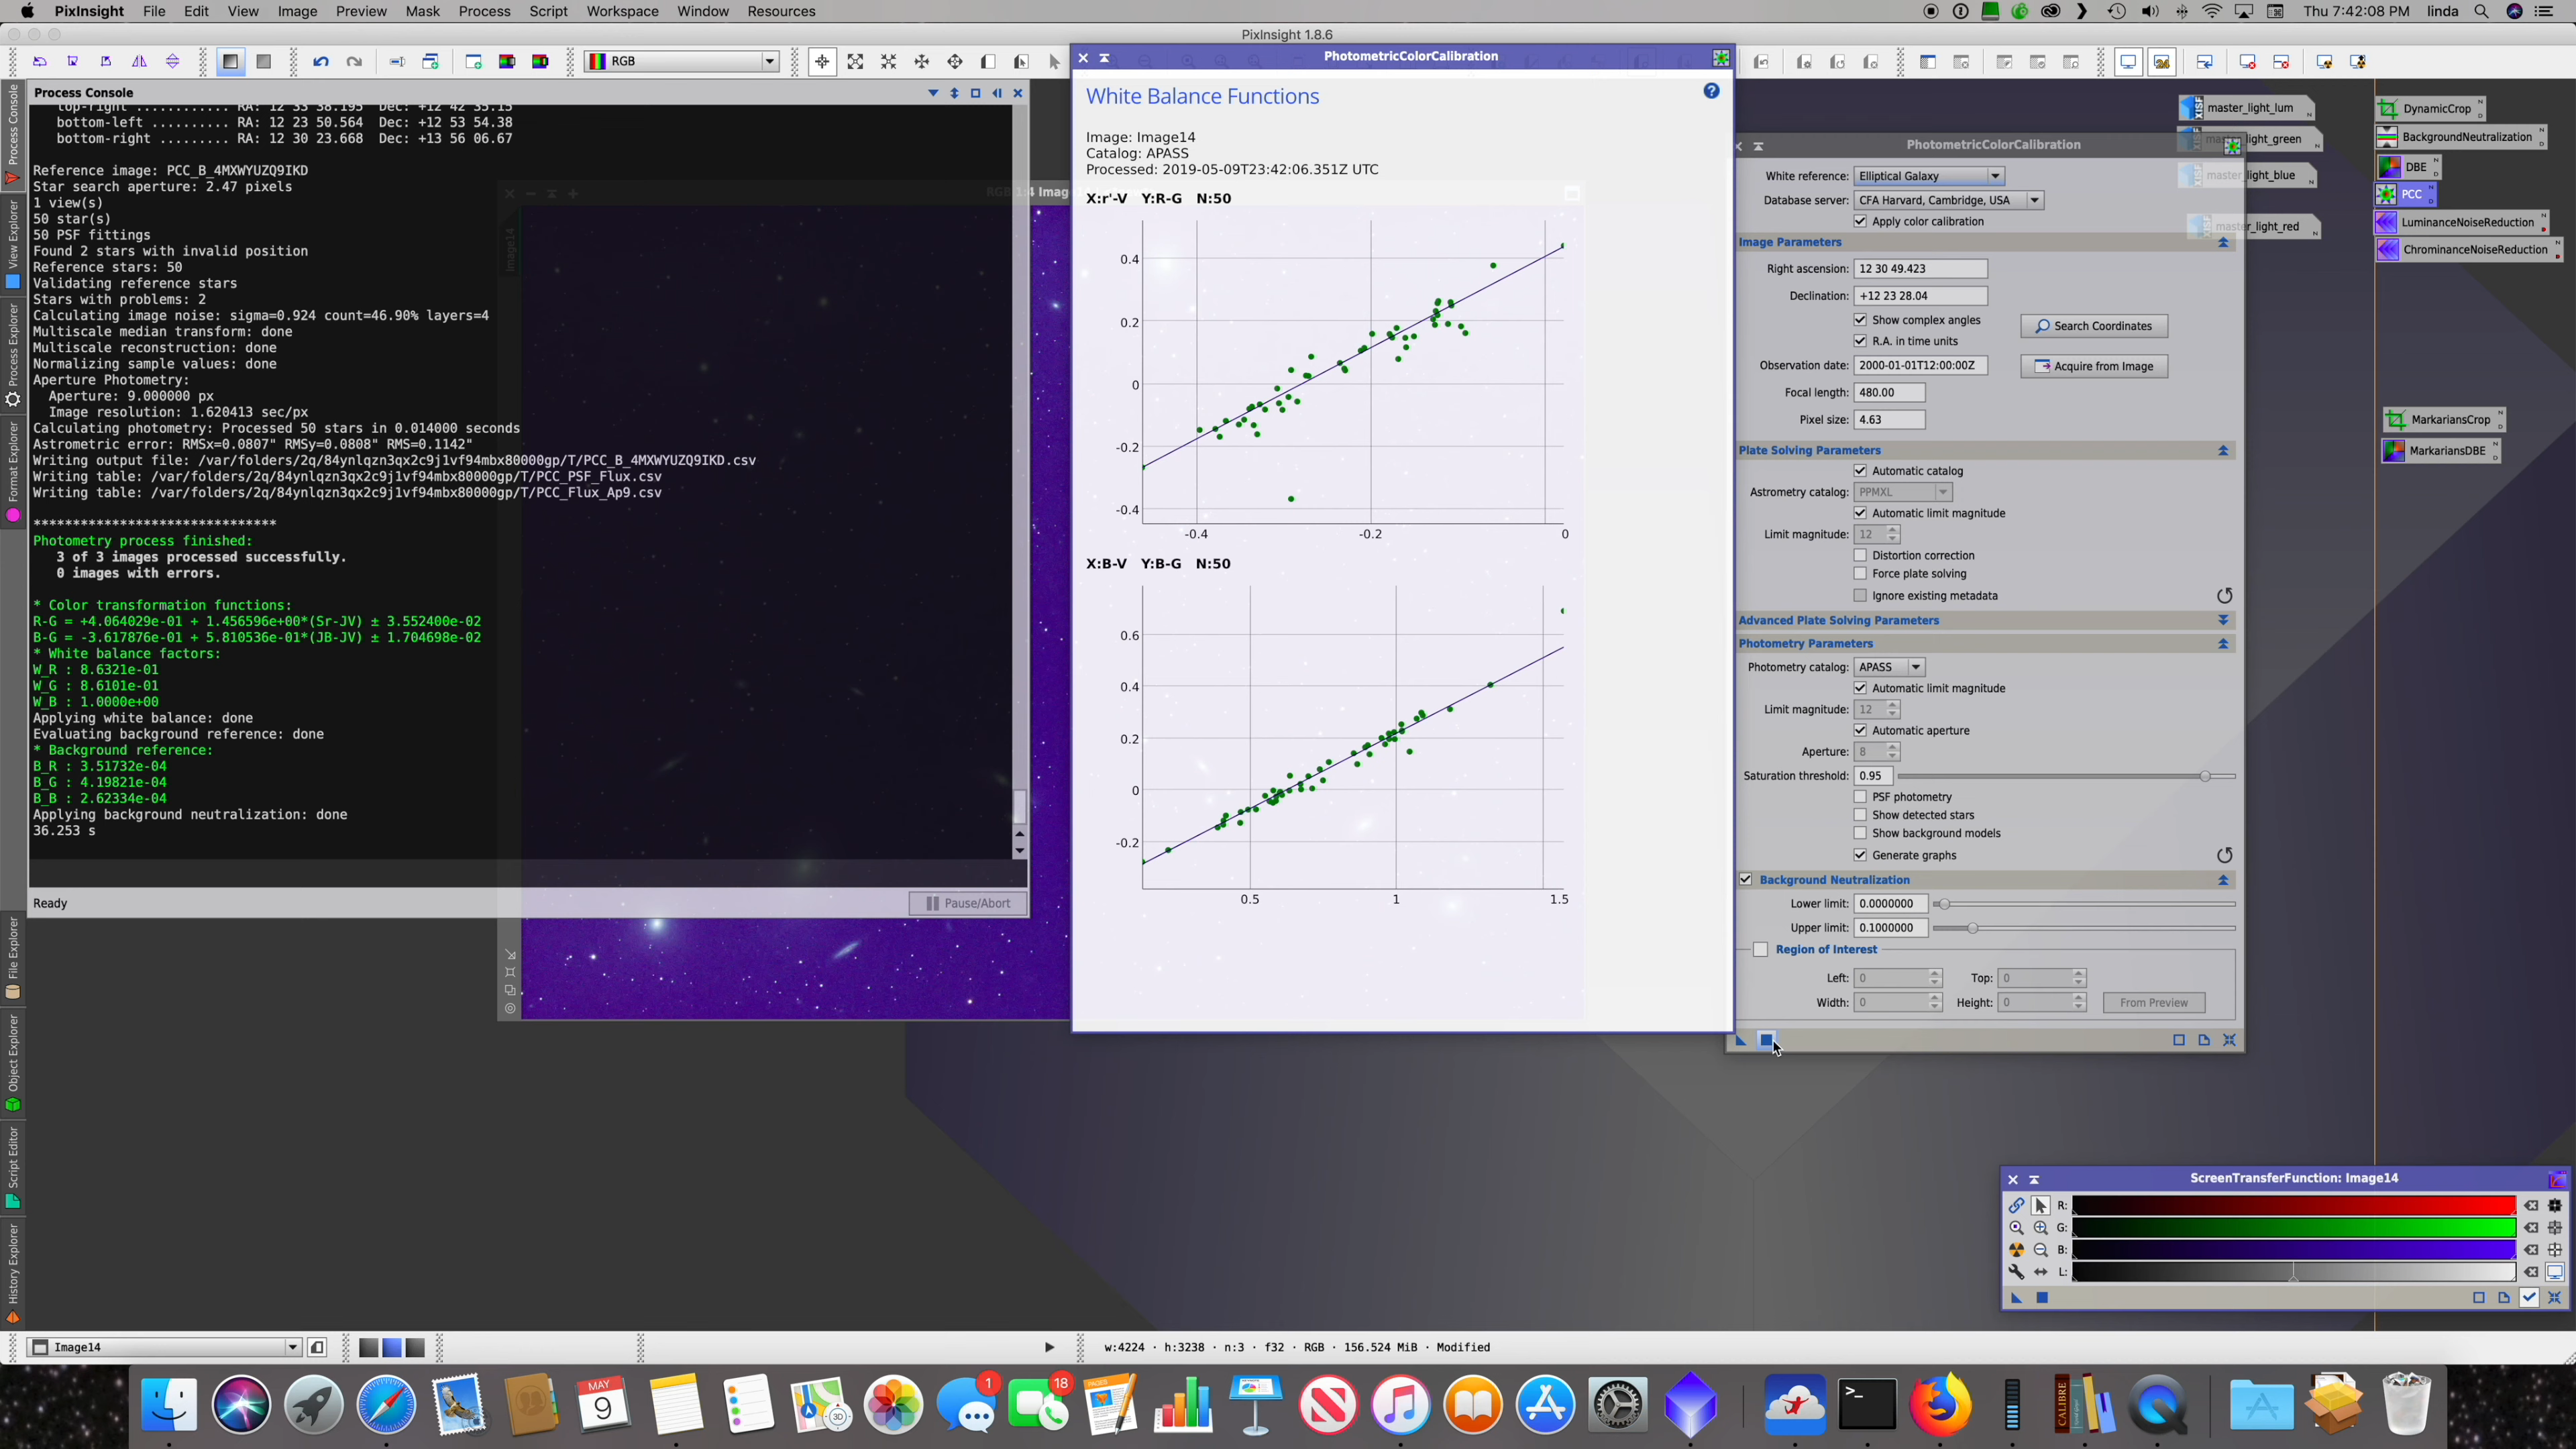 PixInsight File Edit View Image Preview Mask Process Script Workspace Window Resources
Thu 7:42:08 PM linda
PixInsight 1.8.6
RGB
Process Console
top-right ........... RA: 12 33 38.195 Dec: +12 42 35.15
bottom-left .......... RA: 12 23 50.564 Dec: +12 53 54.38
bottom-right ......... RA: 12 30 23.668 Dec: +13 56 06.67
Reference image: PCC_B_4MXWYUZQ9IKD
Star search aperture: 2.47 pixels
1 view(s)
50 star(s)
50 PSF fittings
Found 2 stars with invalid position
Reference stars: 50
Validating reference stars
Stars with problems: 2
Calculating image noise: sigma=0.924 count=46.90% layers=4
Multiscale median transform: done
Multiscale reconstruction: done
Normalizing sample values: done
Aperture Photometry:
Aperture: 9.000000 px
Image resolution: 1.620413 sec/px
Calculating photometry: Processed 50 stars in 0.014000 seconds
Astrometric error: RMSx=0.0807" RMSy=0.0808" RMS=0.1142"
Writing output file: /var/folders/2q/84ynlqzn3qx2c9j1vf94mbx80000gp/T/PCC_B_4MXWYUZQ9IKD.csv
Writing table: /var/folders/2q/84ynlqzn3qx2c9j1vf94mbx80000gp/T/PCC_PSF_Flux.csv
Writing table: /var/folders/2q/84ynlqzn3qx2c9j1vf94mbx80000gp/T/PCC_Flux_Ap9.csv
*******************************
Photometry process finished:
3 of 3 images processed successfully.
0 images with errors.
* Color transformation functions:
R-G = +4.064029e-01 + 1.456596e+00*(Sr-JV) ± 3.552400e-02
B-G = -3.617876e-01 + 5.810536e-01*(JB-JV) ± 1.704698e-02
* White balance factors:
W_R : 8.6321e-01
W_G : 8.6101e-01
W_B : 1.0000e+00
Applying white balance: done
Evaluating background reference: done
* Background reference:
B_R : 3.51732e-04
B_G : 4.19821e-04
B_B : 2.62334e-04
Applying background neutralization: done
36.253 s
Ready
Pause/Abort
Process Console
View Explorer
Process Explorer
Format Explorer
File Explorer
Object Explorer
Script Editor
History Explorer
Image14
PhotometricColorCalibration
White Balance Functions
Image: Image14
Catalog: APASS
Processed: 2019-05-09T23:42:06.351Z UTC
X:r'-V Y:R-G N:50
0.4
0.2
0
-0.2
-0.4
-0.4 -0.2 0
X:B-V Y:B-G N:50
0.6
0.4
0.2
0
-0.2
0.5 1 1.5
PhotometricColorCalibration
White reference: Elliptical Galaxy
Database server: CFA Harvard, Cambridge, USA
Apply color calibration
Image Parameters
Right ascension: 12 30 49.423
Declination: +12 23 28.04
Show complex angles
Search Coordinates
R.A. in time units
Observation date: 2000-01-01T12:00:00Z
Acquire from Image
Focal length: 480.00
Pixel size: 4.63
Plate Solving Parameters
Automatic catalog
Astrometry catalog: PPMXL
Automatic limit magnitude
Limit magnitude: 12
Distortion correction
Force plate solving
Ignore existing metadata
Advanced Plate Solving Parameters
Photometry Parameters
Photometry catalog: APASS
Automatic limit magnitude
Limit magnitude: 12
Automatic aperture
Aperture: 8
Saturation threshold: 0.95
PSF photometry
Show detected stars
Show background models
Generate graphs
Background Neutralization
Lower limit: 0.0000000
Upper limit: 0.1000000
Region of Interest
Left: 0 Top: 0
Width: 0 Height: 0 From Preview
master_light_lum
light_green
light_blue
master_light_red
DynamicCrop
BackgroundNeutralization
DBE
PCC
LuminanceNoiseReduction
ChrominanceNoiseReduction
MarkariansCrop
MarkariansDBE
ScreenTransferFunction: Image14
R:
G:
B:
L:
Image14
w:4224 · h:3238 · n:3 · f32 · RGB · 156.524 MiB · Modified
MAY
9
3D
1
18
PAGES
CALIBRE